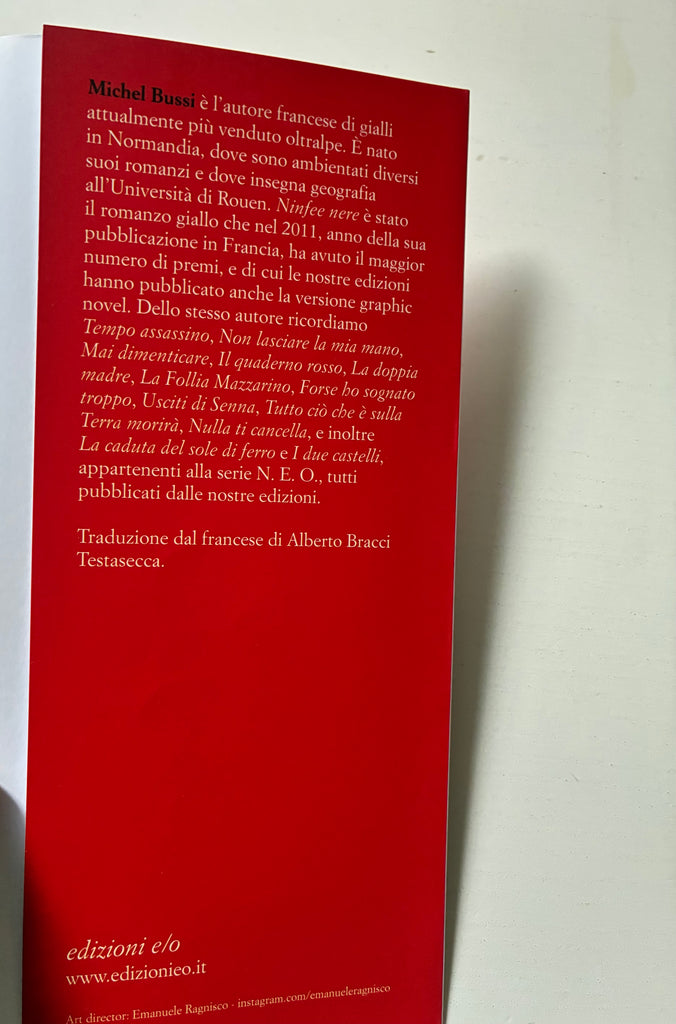 Michel Bussi è l'autore francese di gialli
attualmente più venduto oltralpe. È nato
in Normandia, dove sono ambientati diversi
suoi romanzi e dove insegna geografia
all'Università di Rouen. Ninfee nere è stato
il romanzo giallo che nel 2011, anno della sua
pubblicazione in Francia, ha avuto il maggior
numero di premi, e di cui le nostre edizioni
hanno pubblicato anche la versione graphic
novel. Dello stesso autore ricordiamo
Tempo assassino, Non lasciare la mia mano,
Mai dimenticare, Il quaderno rosso, La doppia
madre, La Follia Mazzarino, Forse ho sognato
troppo, Usciti di Senna, Tutto ciò che è sulla
Terra morirà, Nulla ti cancella, e inoltre
La caduta del sole di ferro e I due castelli,
appartenenti alla serie N. E. O., tutti
pubblicati dalle nostre edizioni.
Traduzione dal francese di Alberto Bracci
Testasecca.
edizioni e/o
www.edizionieo.it
Art director: Emanuele Ragnisco · instagram.com/emanueleragnisco